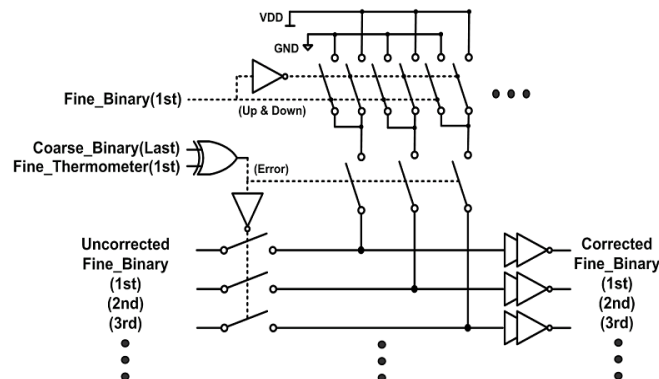 VDD
GND
Fine_Binary(1st)
(Up & Down)
Coarse_Binary(Last)
Fine_Thermometer(1st)
(Error)
Uncorrected
Fine_Binary
(1st)
(2nd)
(3rd)
Corrected
Fine_Binary
(1st)
(2nd)
(3rd)